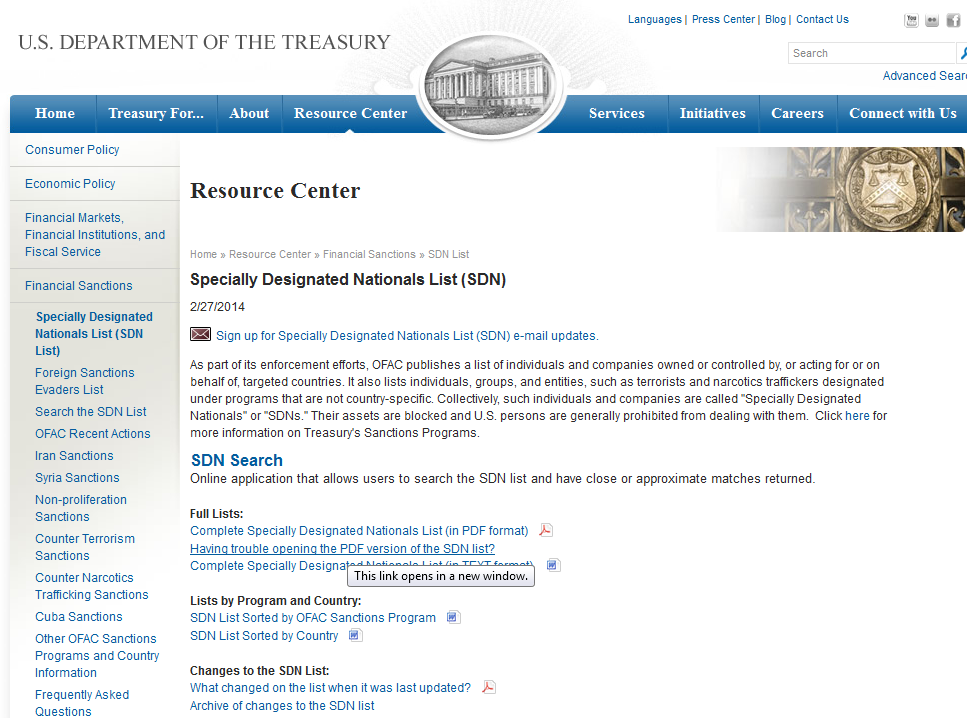 Languages | Press Center | Blog | Contact Us
You
Tube
f
U.S. DEPARTMENT OF THE TREASURY
Search
Advanced Sear
Home
Treasury For...
About
Resource Center
Services
Initiatives
Careers
Connect with Us
Consumer Policy
Economic Policy
Financial Markets,
Financial Institutions, and
Fiscal Service
Financial Sanctions
Specially Designated
Nationals List (SDN
List)
Foreign Sanctions
Evaders List
Search the SDN List
OFAC Recent Actions
Iran Sanctions
Syria Sanctions
Non-proliferation
Sanctions
Counter Terrorism
Sanctions
Counter Narcotics
Trafficking Sanctions
Cuba Sanctions
Other OFAC Sanctions
Programs and Country
Information
Frequently Asked
Questions
Resource Center
Home » Resource Center » Financial Sanctions » SDN List
Specially Designated Nationals List (SDN)
2/27/2014
Sign up for Specially Designated Nationals List (SDN) e-mail updates.
As part of its enforcement efforts, OFAC publishes a list of individuals and companies owned or controlled by, or acting for or on
behalf of, targeted countries. It also lists individuals, groups, and entities, such as terrorists and narcotics traffickers designated
under programs that are not country-specific. Collectively, such individuals and companies are called "Specially Designated
Nationals" or "SDNs." Their assets are blocked and U.S. persons are generally prohibited from dealing with them. Click here for
more information on Treasury's Sanctions Programs.
SDN Search
Online application that allows users to search the SDN list and have close or approximate matches returned.
Full Lists:
Complete Specially Designated Nationals List (in PDF format)
Having trouble opening the PDF version of the SDN list?
Complete Specially Designated Nationals List (in TEXT format)
This link opens in a new window.
Lists by Program and Country:
SDN List Sorted by OFAC Sanctions Program
SDN List Sorted by Country
Changes to the SDN List:
What changed on the list when it was last updated?
Archive of changes to the SDN list